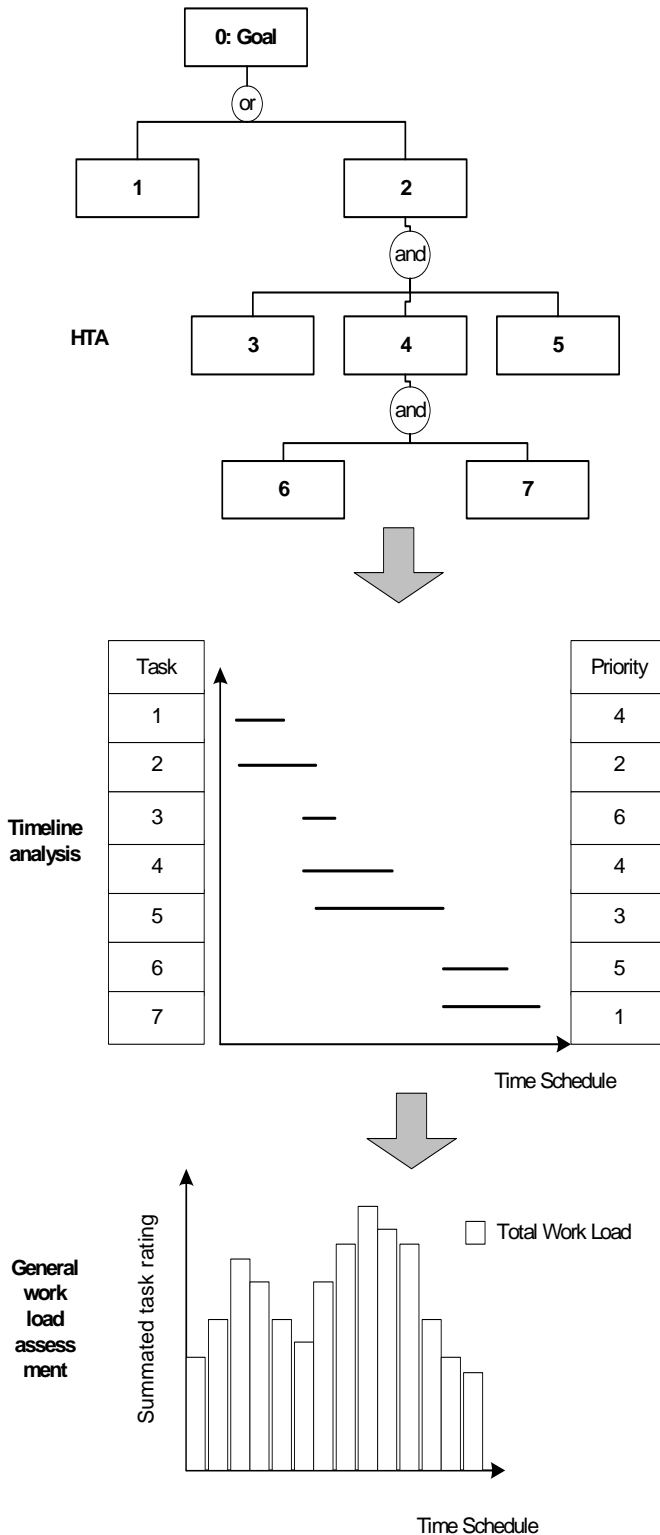 0: Goal
or
1
2
and
HTA
3
4
5
and
6
7
Task
Priority
1
4
2
2
Timeline
analysis
3
6
4
4
5
3
6
5
7
1
Time Schedule
Summated task rating
Total Work Load
General
work
load
assess
ment
Time Schedule